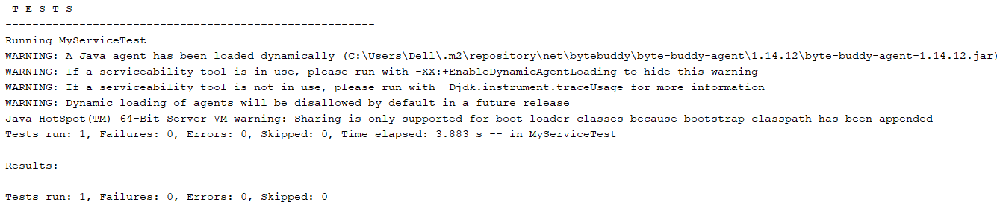 T E S T S
-------------------------------------------------------
Running MyServiceTest
WARNING: A Java agent has been loaded dynamically (C:\Users\Dell\.m2\repository\net\bytebuddy\byte-buddy-agent\1.14.12\byte-buddy-agent-1.14.12.jar)
WARNING: If a serviceability tool is in use, please run with -XX:+EnableDynamicAgentLoading to hide this warning
WARNING: If a serviceability tool is not in use, please run with -Djdk.instrument.traceUsage for more information
WARNING: Dynamic loading of agents will be disallowed by default in a future release
Java HotSpot(TM) 64-Bit Server VM warning: Sharing is only supported for boot loader classes because bootstrap classpath has been appended
Tests run: 1, Failures: 0, Errors: 0, Skipped: 0, Time elapsed: 3.883 s -- in MyServiceTest
Results:
Tests run: 1, Failures: 0, Errors: 0, Skipped: 0